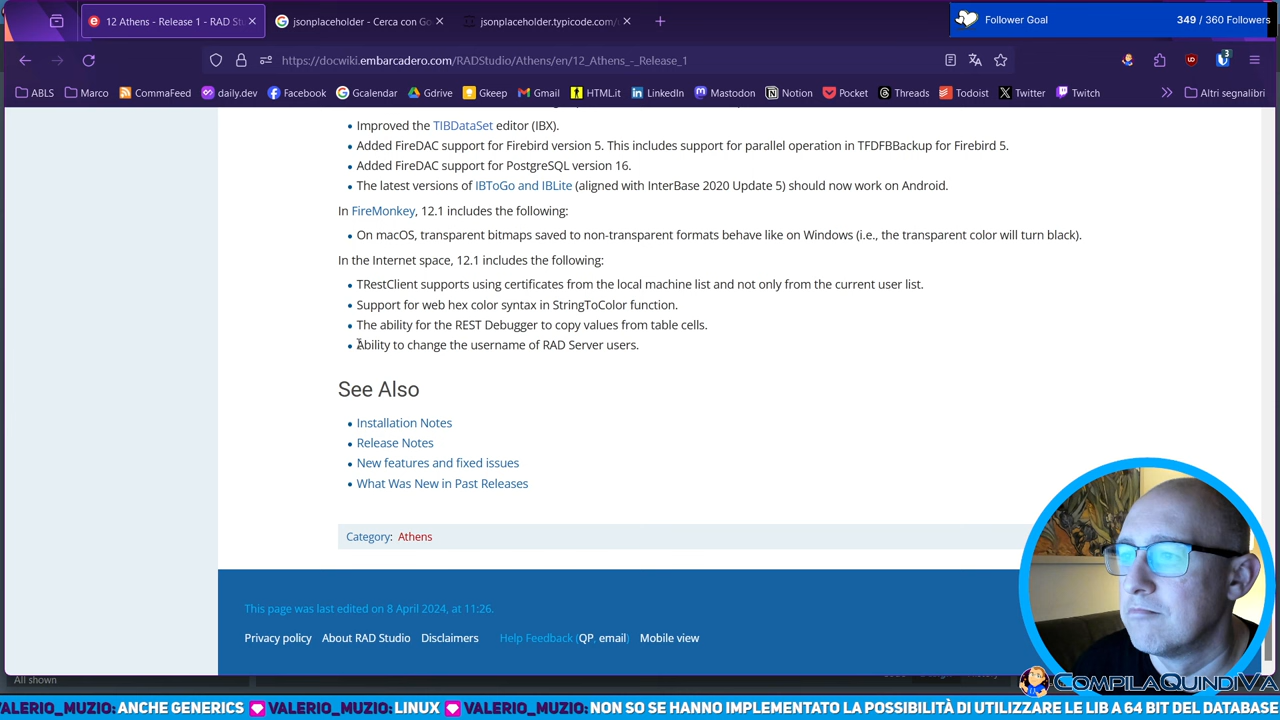 12 Athens - Release 1 - RAD Stu
jsonplaceholder - Cerca con Go
jsonplaceholder.typicode.com/
Follower Goal
349 / 360 Followers
https://docwiki.embarcadero.com/RADStudio/Athens/en/12_Athens_-_Release_1
3
ABLS
Marco
CommaFeed
daily.dev
Facebook
Gcalendar
Gdrive
Gkeep
Gmail
HTML.it
LinkedIn
Mastodon
Notion
Pocket
Threads
Todoist
Twitter
Twitch
Altri segnalibri
Improved the TIBDataSet editor (IBX).
Added FireDAC support for Firebird version 5. This includes support for parallel operation in TFDFBBackup for Firebird 5.
Added FireDAC support for PostgreSQL version 16.
The latest versions of IBToGo and IBLite (aligned with InterBase 2020 Update 5) should now work on Android.
In FireMonkey, 12.1 includes the following:
On macOS, transparent bitmaps saved to non-transparent formats behave like on Windows (i.e., the transparent color will turn black).
In the Internet space, 12.1 includes the following:
TRestClient supports using certificates from the local machine list and not only from the current user list.
Support for web hex color syntax in StringToColor function.
The ability for the REST Debugger to copy values from table cells.
Ability to change the username of RAD Server users.
See Also
Installation Notes
Release Notes
New features and fixed issues
What Was New in Past Releases
Category: Athens
This page was last edited on 8 April 2024, at 11:26.
Privacy policy
About RAD Studio
Disclaimers
Help Feedback (QP, email)
Mobile view
All shown
CompilaQuindiVa
VALERIO_MUZIO: ANCHE GENERICS VALERIO_MUZIO: LINUX VALERIO_MUZIO: NON SO SE HANNO IMPLEMENTATO LA POSSIBILITÀ DI UTILIZZARE LE LIB A 64 BIT DEL DATABASE